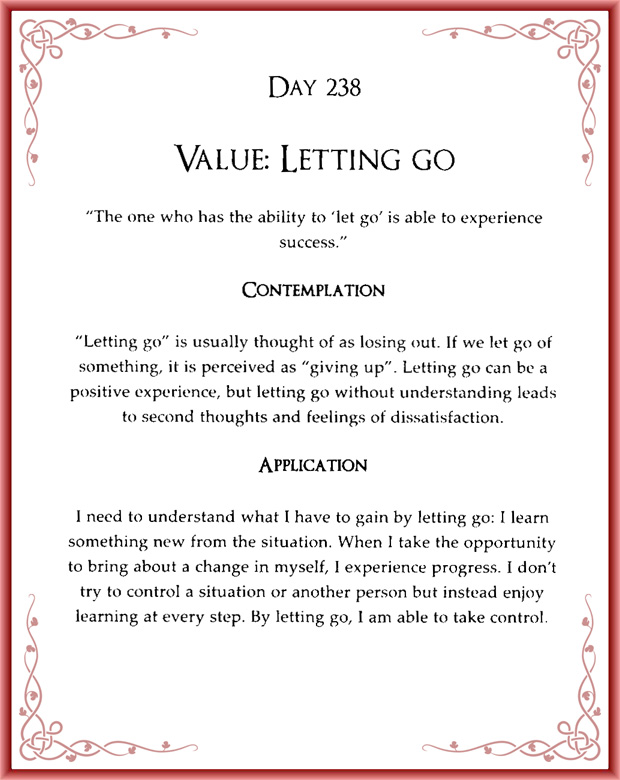 Day 238
Value: Letting go
“The one who has the ability to ‘let go’ is able to experience
success.”
Contemplation
“Letting go” is usually thought of as losing out. If we let go of
something, it is perceived as “giving up”. Letting go can be a
positive experience, but letting go without understanding leads
to second thoughts and feelings of dissatisfaction.
Application
I need to understand what I have to gain by letting go: I learn
something new from the situation. When I take the opportunity
to bring about a change in myself, I experience progress. I don’t
try to control a situation or another person but instead enjoy
learning at every step. By letting go, I am able to take control.